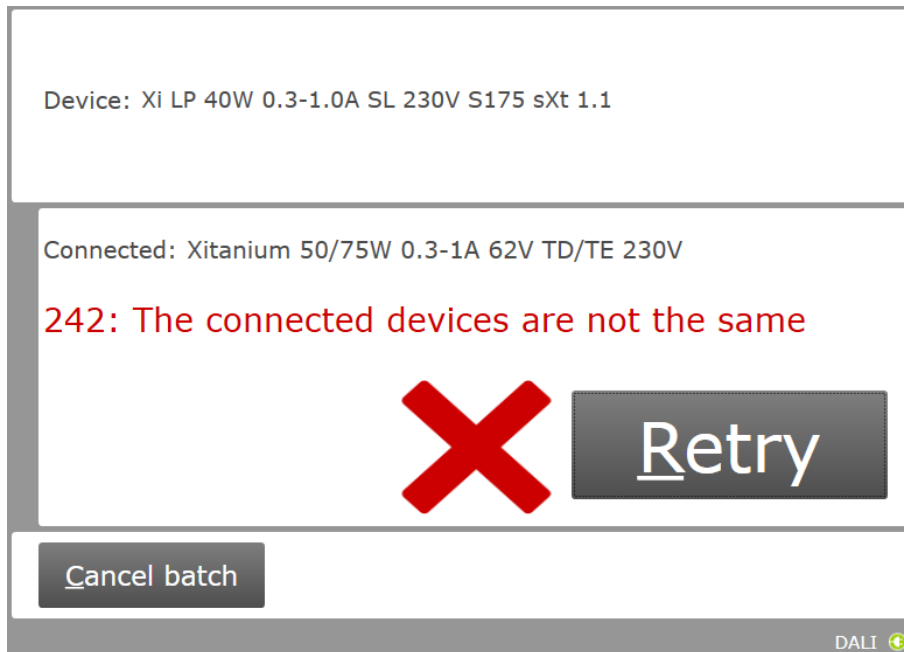 Device: Xi LP 40W 0.3-1.0A SL 230V S175 sXt 1.1
Connected: Xitanium 50/75W 0.3-1A 62V TD/TE 230V
242: The connected devices are not the same
Retry
Cancel batch
DALI